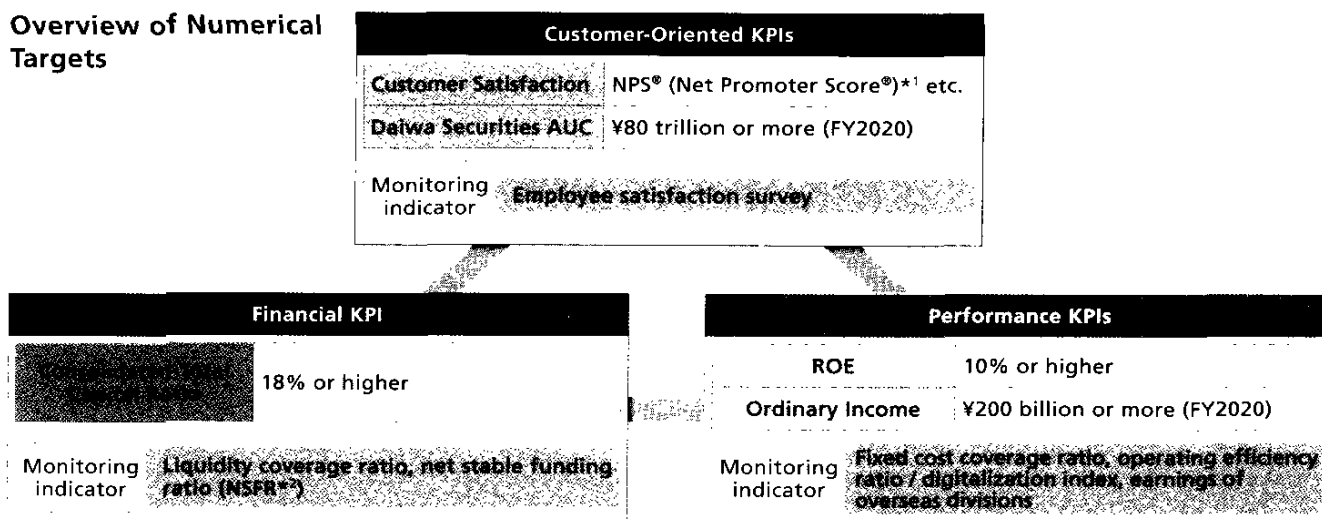 Overview of Numerical
Targets
Customer-Oriented KPIs
Customer Satisfaction NPS® (Net Promoter Score®)*1 etc.
Daiwa Securities AUC ¥80 trillion or more (FY2020)
Monitoring
indicator
Employee satisfaction survey
Financial KPI
18% or higher
Monitoring
indicator
Liquidity coverage ratio, net stable funding
ratio (NSFR*2)
Performance KPIs
ROE 10% or higher
Ordinary Income ¥200 billion or more (FY2020)
Monitoring
indicator
Fixed cost coverage ratio, operating efficiency
ratio / digitalization index, earnings of
overseas divisions